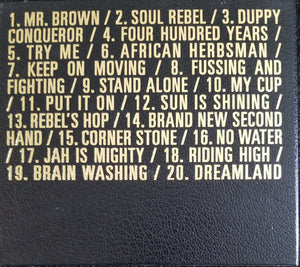 1. MR. BROWN / 2. SOUL REBEL / 3. DUPPY
CONQUEROR / 4. FOUR HUNDRED YEARS /
5. TRY ME / 6. AFRICAN HERBSMAN /
7. KEEP ON MOVING / 8. FUSSING AND
FIGHTING / 9. STAND ALONE / 10. MY CUP
/ 11. PUT IT ON / 12. SUN IS SHINING /
13. REBEL'S HOP / 14. BRAND NEW SECOND
HAND / 15. CORNER STONE / 16. NO WATER
/ 17. JAH IS MIGHTY / 18. RIDING HIGH /
19. BRAIN WASHING / 20. DREAMLAND